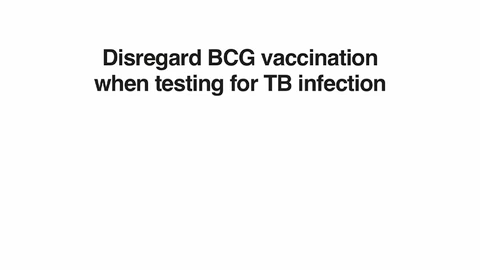 Disregard BCG vaccination
when testing for TB infection